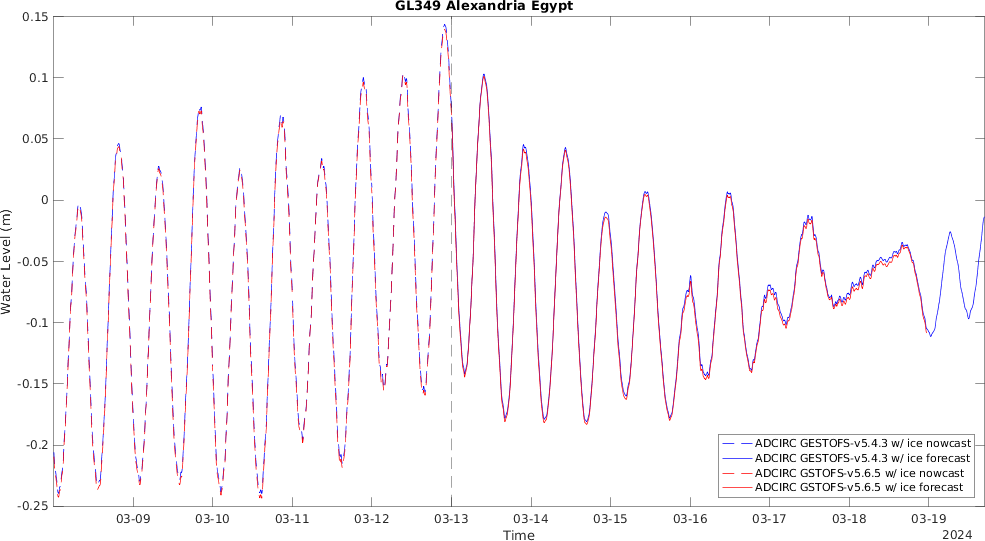 GL349 Alexandria Egypt
0.15
0.1
0.05
0
-0.05
-0.1
-0.15
-0.2
-0.25
Water Level (m)
03-09 03-10 03-11 03-12 03-13 03-14 03-15 03-16 03-17 03-18 03-19
Time
2024
ADCIRC GESTOFS-v5.4.3 w/ ice nowcast
ADCIRC GESTOFS-v5.4.3 w/ ice forecast
ADCIRC GSTOFS-v5.6.5 w/ ice nowcast
ADCIRC GSTOFS-v5.6.5 w/ ice forecast